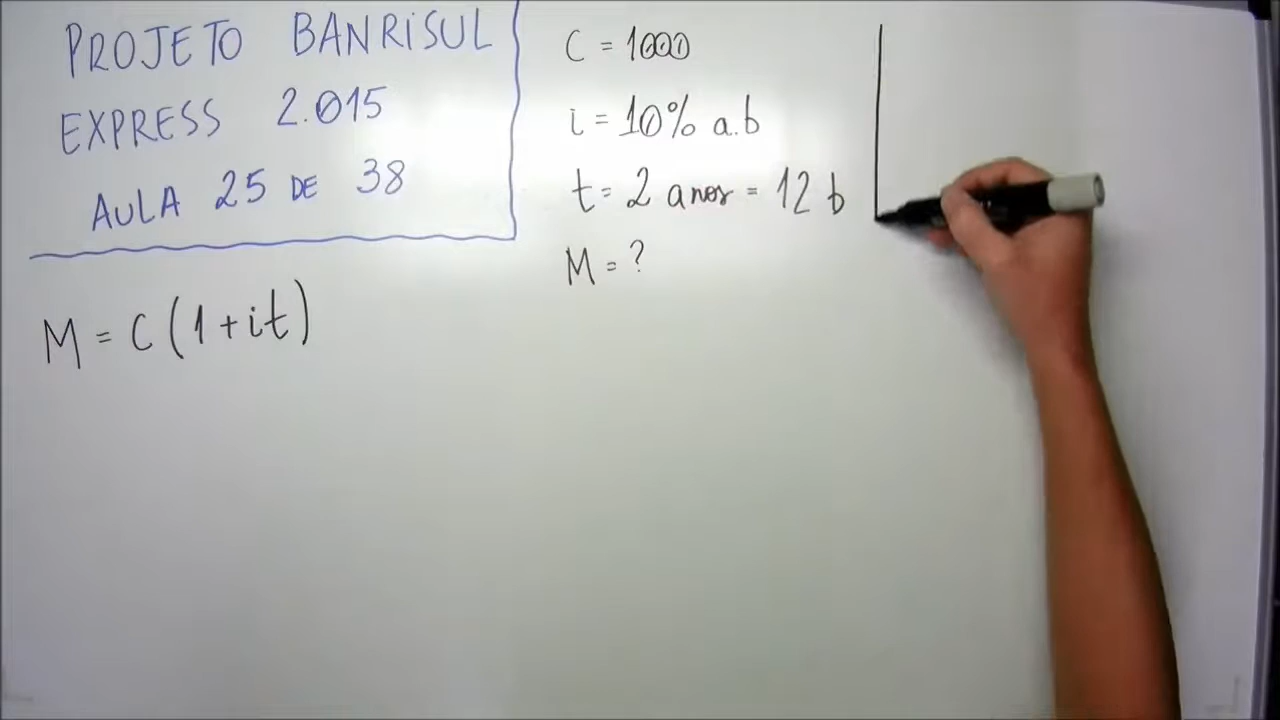 PROJETO BANRiSUL
EXPRESS 2.015
AULA 25 DE 38
M = C (1 + it)
C = 1000
i = 10% a.b
t = 2 anos = 12 b
M = ?